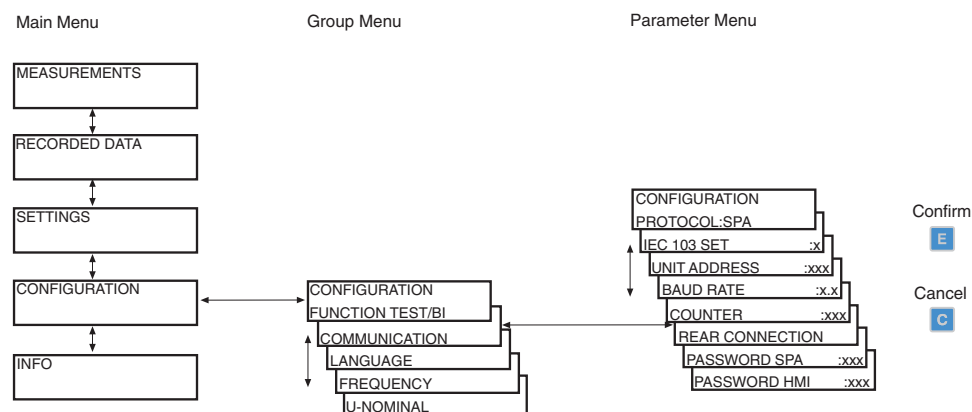 Main Menu
Group Menu
Parameter Menu
MEASUREMENTS
RECORDED DATA
SETTINGS
CONFIGURATION
INFO
CONFIGURATION
FUNCTION TEST/BI
COMMUNICATION
LANGUAGE
FREQUENCY
U-NOMINAL
CONFIGURATION
PROTOCOL:SPA
IEC 103 SET :x
UNIT ADDRESS :xxx
BAUD RATE :x.x
COUNTER :xxx
REAR CONNECTION
PASSWORD SPA :xxx
PASSWORD HMI :xxx
Confirm
E
Cancel
C